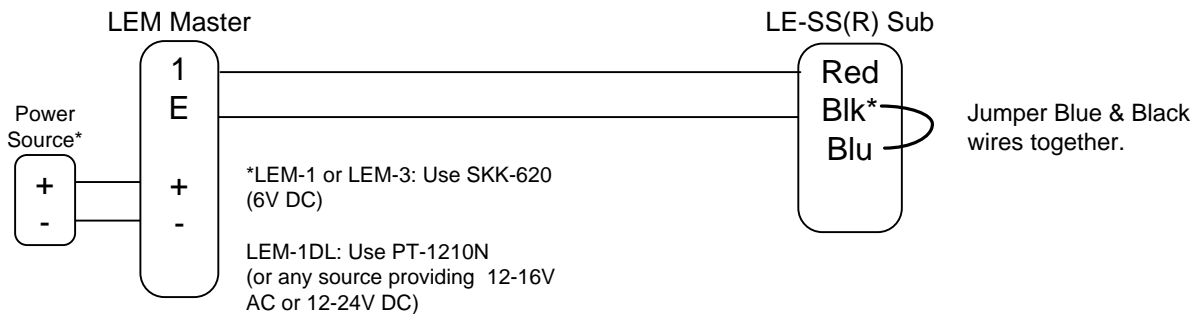 LEM Master
LE-SS(R) Sub
1
E
+
-
Power
Source*
+
-
*LEM-1 or LEM-3: Use SKK-620
(6V DC)
LEM-1DL: Use PT-1210N
(or any source providing 12-16V
AC or 12-24V DC)
Red
Blk*
Blu
Jumper Blue & Black
wires together.